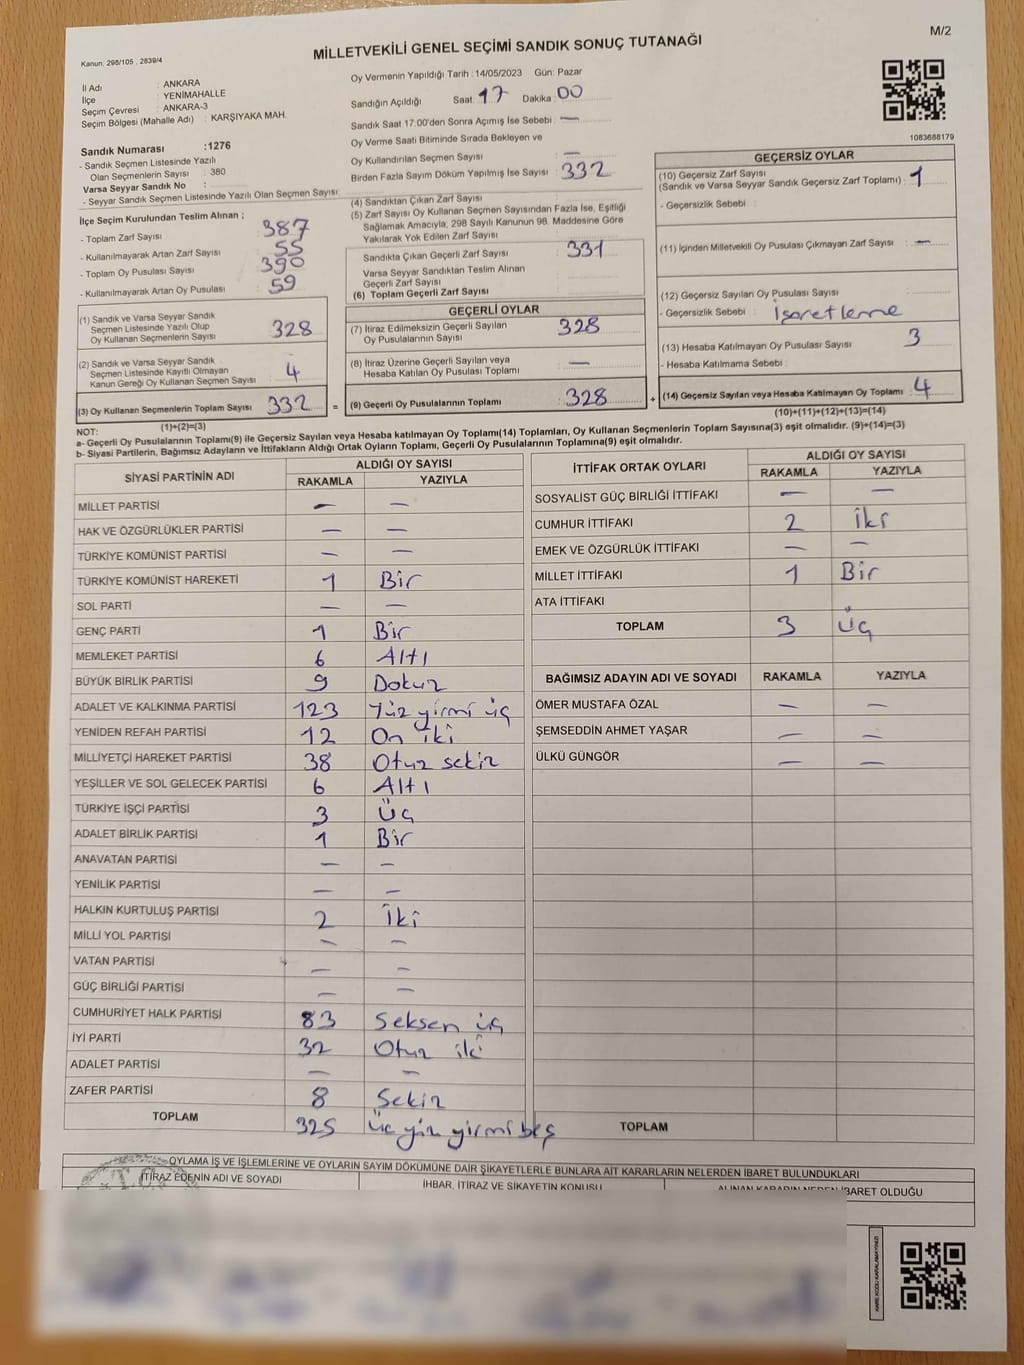 M/2
Kanun: 298/105 , 2839/4
MİLLETVEKİLİ GENEL SEÇİMİ SANDIK SONUÇ TUTANAĞI
İl Adı : ANKARA
İlçe : YENİMAHALLE
Seçim Çevresi : ANKARA-3
Seçim Bölgesi (Mahalle Adı) : KARŞIYAKA MAH.
Oy Vermenin Yapıldığı Tarih : 14/05/2023 Gün: Pazar
Sandığın Açıldığı Saat : 17 Dakika : 00
Sandık Saat 17:00'den Sonra Açımış İse Sebebi : —
Oy Verme Saati Bitiminde Sırada Bekleyen ve
Oy Kullandırılan Seçmen Sayısı : —
Birden Fazla Sayım Döküm Yapılmış İse Sayısı : 332
1083688179
Sandık Numarası :1276
- Sandık Seçmen Listesinde Yazılı
Olan Seçmenlerin Sayısı : 380
Varsa Seyyar Sandık No :
- Seyyar Sandık Seçmen Listesinde Yazılı Olan Seçmen Sayısı:
İlçe Seçim Kurulundan Teslim Alınan ;
- Toplam Zarf Sayısı : 387
- Kullanılmayarak Artan Zarf Sayısı : 55
- Toplam Oy Pusulası Sayısı : 390
- Kullanılmayarak Artan Oy Pusulası : 59
(1) Sandık ve Varsa Seyyar Sandık
Seçmen Listesinde Yazılı Olup
Oy Kullanan Seçmenlerin Sayısı : 328
(2) Sandık ve Varsa Seyyar Sandık
Seçmen Listesinde Kayıtlı Olmayan
Kanun Gereği Oy Kullanan Seçmen Sayısı : 4
(3) Oy Kullanan Seçmenlerin Toplam Sayısı : 332
(1)+(2)=(3)
(4) Sandıktan Çıkan Zarf Sayısı :
(5) Zarf Sayısı Oy Kullanan Seçmen Sayısından Fazla İse, Eşitliği
Sağlamak Amacıyla, 298 Sayılı Kanunun 98. Maddesine Göre
Yakılarak Yok Edilen Zarf Sayısı :
Sandıkta Çıkan Geçerli Zarf Sayısı : 331
Varsa Seyyar Sandıktan Teslim Alınan
Geçerli Zarf Sayısı :
(6) Toplam Geçerli Zarf Sayısı :
GEÇERLİ OYLAR
(7) İtiraz Edilmeksizin Geçerli Sayılan
Oy Pusulalarının Sayısı : 328
(8) İtiraz Üzerine Geçerli Sayılan veya
Hesaba Katılan Oy Pusulası Toplamı : —
= (9) Geçerli Oy Pusulalarının Toplamı : 328 +
GEÇERSİZ OYLAR
(10) Geçersiz Zarf Sayısı
(Sandık ve Varsa Seyyar Sandık Geçersiz Zarf Toplamı) : 1
- Geçersizlik Sebebi :
(11) İçinden Milletvekili Oy Pusulası Çıkmayan Zarf Sayısı : —
(12) Geçersiz Sayılan Oy Pusulası Sayısı :
- Geçersizlik Sebebi : İşaretleme
(13) Hesaba Katılmayan Oy Pusulası Sayısı : 3
- Hesaba Katılmama Sebebi :
(14) Geçersiz Sayılan veya Hesaba Katılmayan Oy Toplamı : 4
(10)+(11)+(12)+(13)=(14)
NOT:
a- Geçerli Oy Pusulalarının Toplamı(9) ile Geçersiz Sayılan veya Hesaba katılmayan Oy Toplamı(14) Toplamları, Oy Kullanan Seçmenlerin Toplam Sayısına(3) eşit olmalıdır. (9)+(14)=(3)
b- Siyasi Partilerin, Bağımsız Adayların ve İttifakların Aldığı Ortak Oyların Toplamı, Geçerli Oy Pusulalarının Toplamına(9) eşit olmalıdır.
SİYASİ PARTİNİN ADI ALDIĞI OY SAYISI
RAKAMLA YAZIYLA
MİLLET PARTİSİ — —
HAK VE ÖZGÜRLÜKLER PARTİSİ — —
TÜRKİYE KOMÜNİST PARTİSİ — —
TÜRKİYE KOMÜNİST HAREKETİ 1 Bir
SOL PARTİ — —
GENÇ PARTİ 1 Bir
MEMLEKET PARTİSİ 6 Altı
BÜYÜK BİRLİK PARTİSİ 9 Dokuz
ADALET VE KALKINMA PARTİSİ 123 Yüz yirmi üç
YENİDEN REFAH PARTİSİ 12 On iki
MİLLİYETÇİ HAREKET PARTİSİ 38 Otuz sekiz
YEŞİLLER VE SOL GELECEK PARTİSİ 6 Altı
TÜRKİYE İŞÇİ PARTİSİ 3 Üç
ADALET BİRLİK PARTİSİ 1 Bir
ANAVATAN PARTİSİ — —
YENİLİK PARTİSİ — —
HALKIN KURTULUŞ PARTİSİ 2 İki
MİLLİ YOL PARTİSİ — —
VATAN PARTİSİ — —
GÜÇ BİRLİĞİ PARTİSİ — —
CUMHURİYET HALK PARTİSİ 83 Seksen üç
İYİ PARTİ 32 Otuz iki
ADALET PARTİSİ — —
ZAFER PARTİSİ 8 Sekiz
TOPLAM 325 Üç yüz yirmi beş
İTTİFAK ORTAK OYLARI ALDIĞI OY SAYISI
RAKAMLA YAZIYLA
SOSYALİST GÜÇ BİRLİĞİ İTTİFAKI — —
CUMHUR İTTİFAKI 2 İki
EMEK VE ÖZGÜRLÜK İTTİFAKI — —
MİLLET İTTİFAKI 1 Bir
ATA İTTİFAKI
TOPLAM 3 Üç
BAĞIMSIZ ADAYIN ADI VE SOYADI RAKAMLA YAZIYLA
ÖMER MUSTAFA ÖZAL — —
ŞEMSEDDİN AHMET YAŞAR — —
ÜLKÜ GÜNGÖR — —
TOPLAM
OYLAMA İŞ VE İŞLEMLERİNE VE OYLARIN SAYIM DÖKÜMÜNE DAİR ŞİKAYETLERLE BUNLARA AİT KARARLARIN NELERDEN İBARET BULUNDUKLARI
İTİRAZ EDENİN ADI VE SOYADI İHBAR, İTİRAZ VE ŞİKAYETİN KONUSU ALINAN KARARIN NEDEN İBARET OLDUĞU
T.C.
KARE KODU KARALAMAYINIZ!